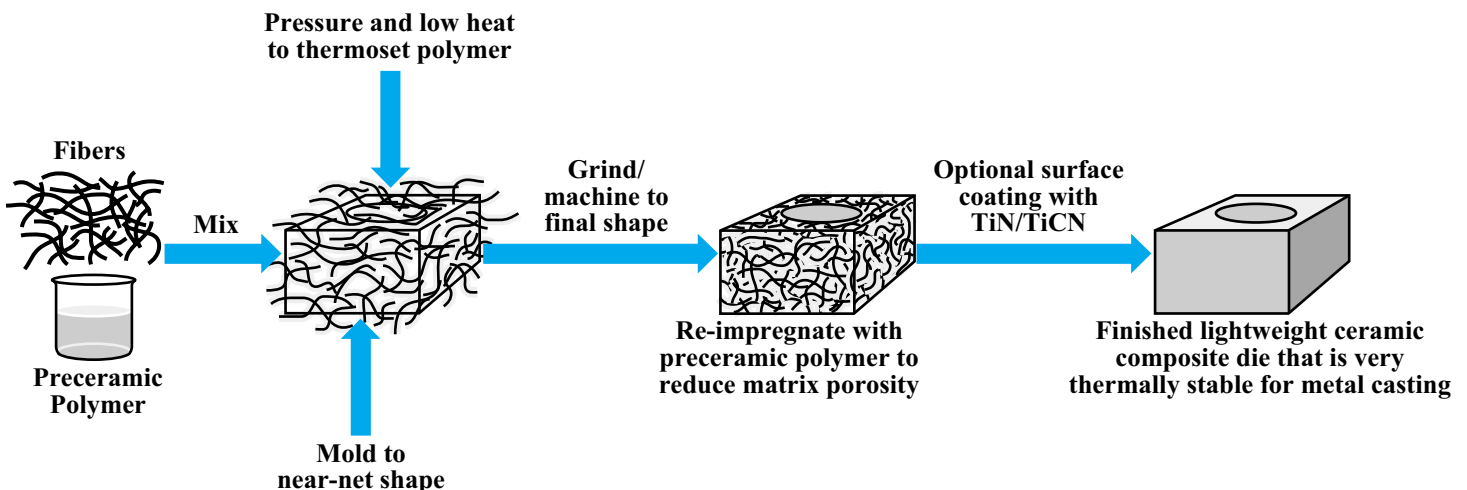 Pressure and low heat
to thermoset polymer
Fibers
Mix
Preceramic
Polymer
Mold to
near-net shape
Grind/
machine to
final shape
Re-impregnate with
preceramic polymer to
reduce matrix porosity
Optional surface
coating with
TiN/TiCN
Finished lightweight ceramic
composite die that is very
thermally stable for metal casting